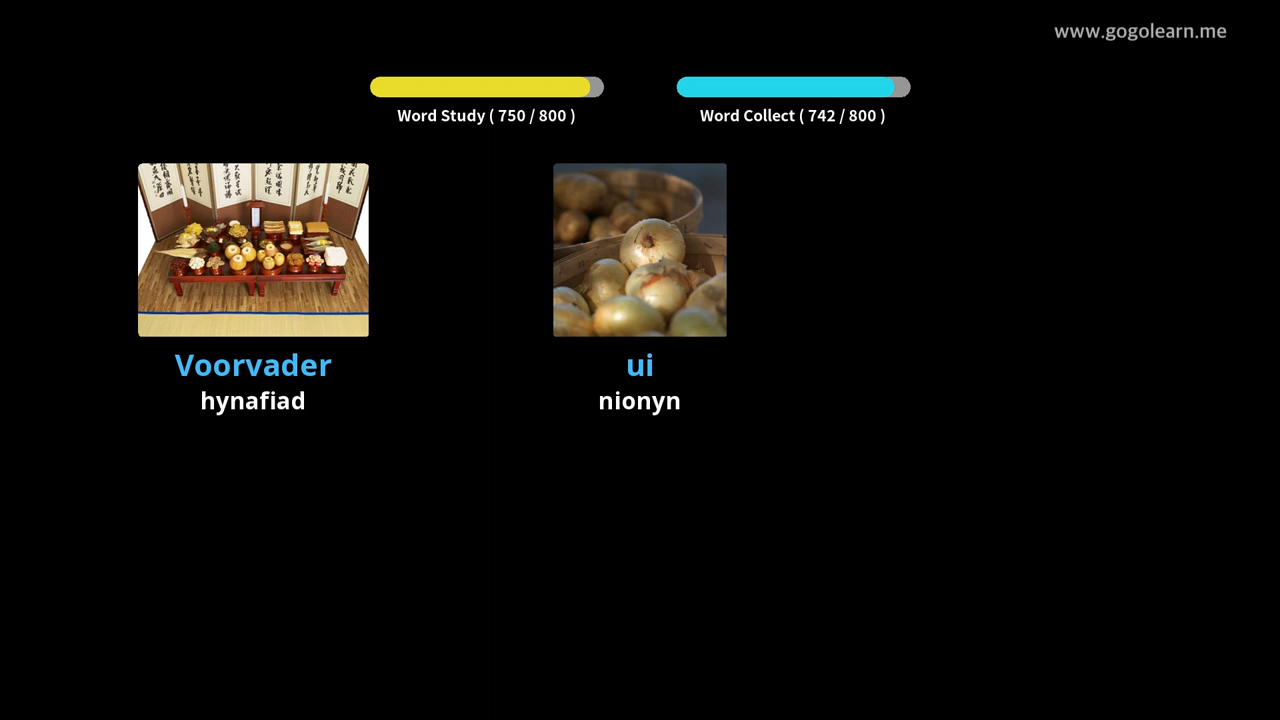 www.gogolearn.me
Word Study ( 750 / 800 )
Word Collect ( 742 / 800 )
Voorvader
hynafiad
ui
nionyn